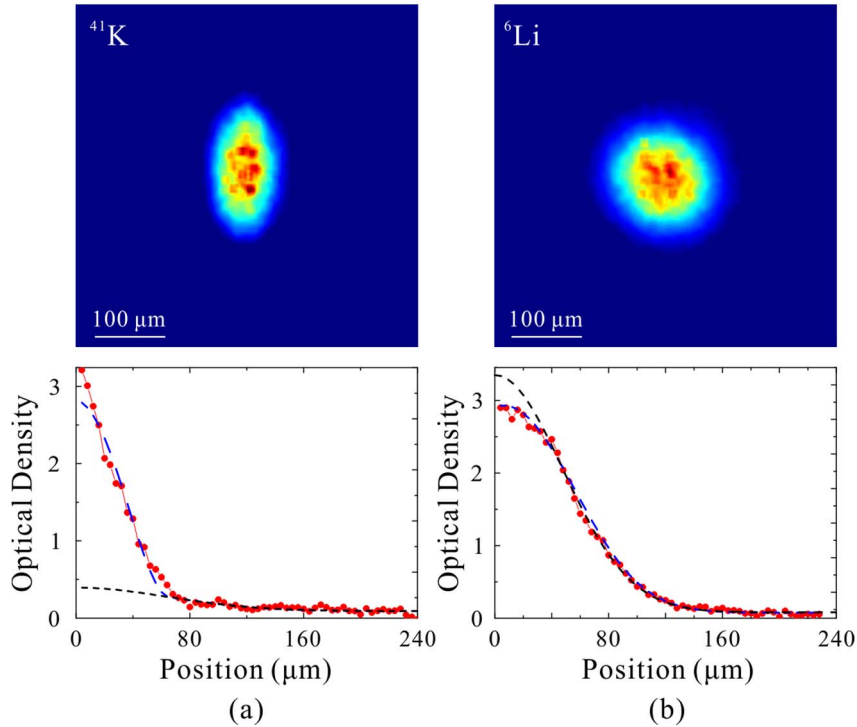 ⁴¹K
100 μm
⁶Li
100 μm
3
2
1
0
Optical Density
0
80
160
240
Position (μm)
(a)
3
2
1
0
Optical Density
0
80
160
240
Position (μm)
(b)